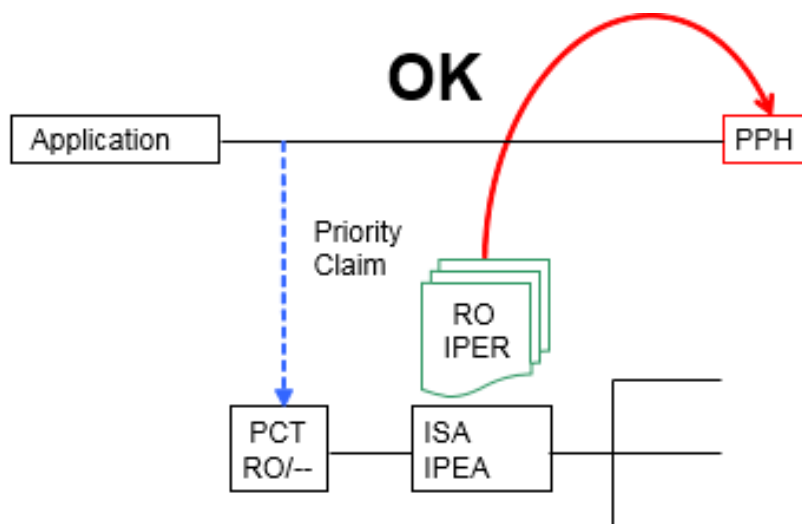 OK
Application
PPH
Priority
Claim
RO
IPER
PCT
RO/--
ISA
IPEA